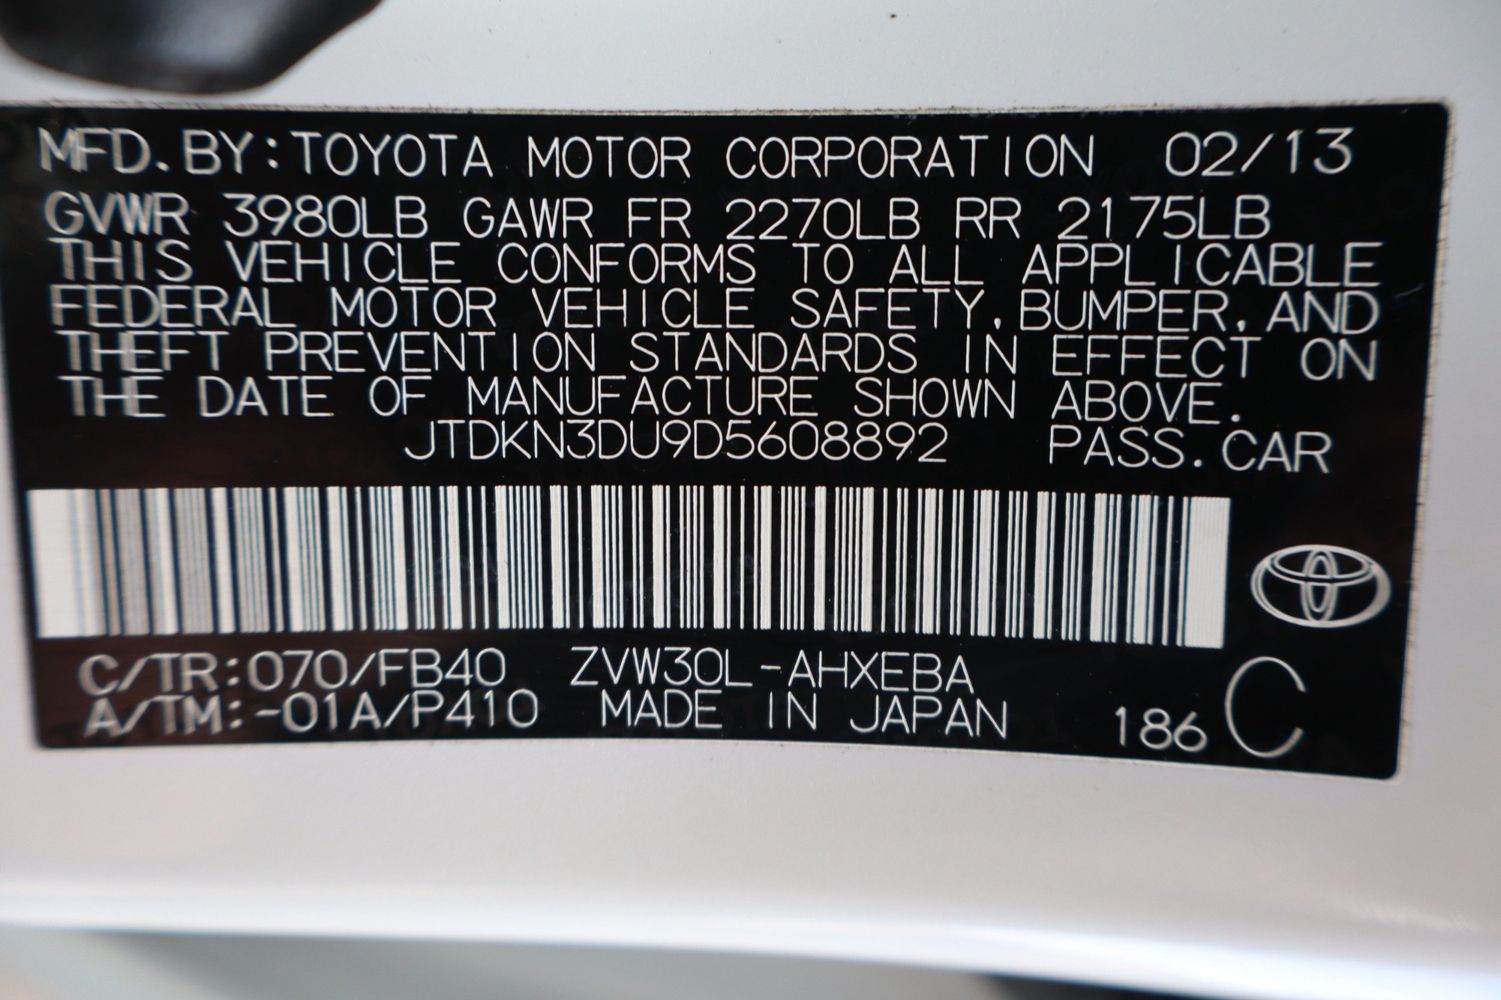 MFD. BY: TOYOTA MOTOR CORPORATION 02/13
GVWR 3980LB GAWR FR 2270LB RR 2175LB
THIS VEHICLE CONFORMS TO ALL APPLICABLE
FEDERAL MOTOR VEHICLE SAFETY, BUMPER, AND
THEFT PREVENTION STANDARDS IN EFFECT ON
THE DATE OF MANUFACTURE SHOWN ABOVE.
JTDKN3DU9D5608892 PASS. CAR
C/TR: 070/FB40 ZVW30L-AHXEBA
A/TM: -01A/P410 MADE IN JAPAN 186 C